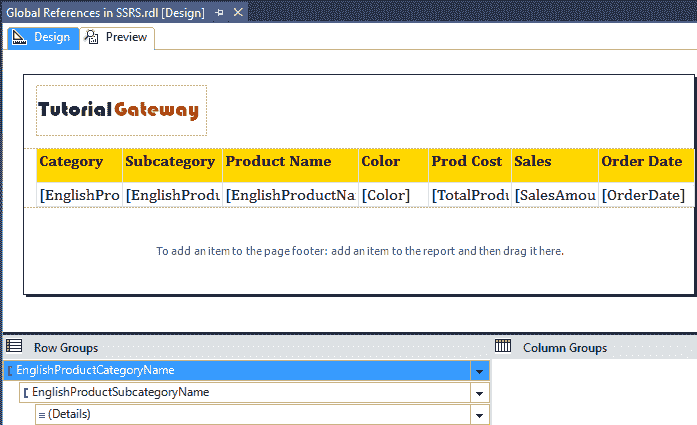 Global References in SSRS.rdl [Design]
Design Preview
Tutorial Gateway
Category Subcategory Product Name Color Prod Cost Sales Order Date
[EnglishPro [EnglishProdu [EnglishProductNa [Color] [TotalProdu [SalesAmou [OrderDate]
To add an item to the page footer: add an item to the report and then drag it here.
Row Groups Column Groups
EnglishProductCategoryName
EnglishProductSubcategoryName
(Details)